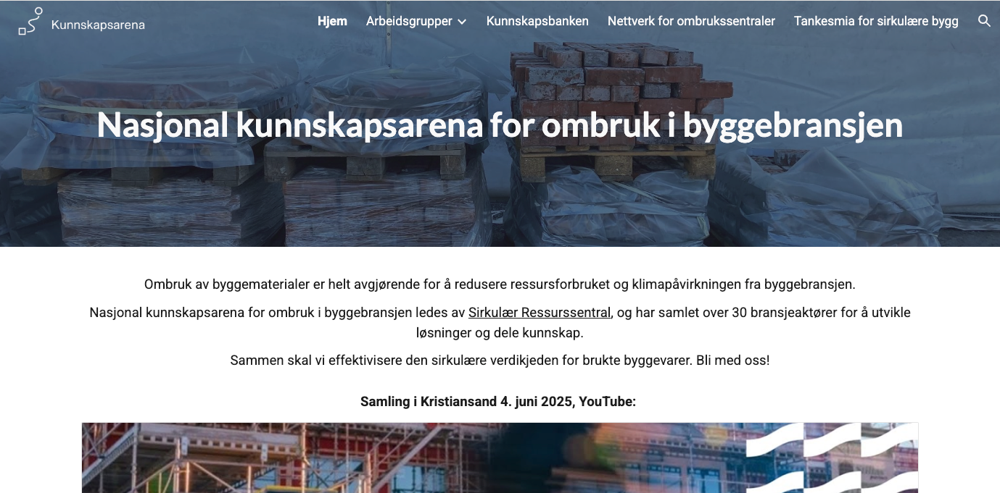 Kunnskapsarena
Hjem Arbeidsgrupper Kunnskapsbanken Nettverk for ombrukssentraler Tankesmia for sirkulære bygg
Nasjonal kunnskapsarena for ombruk i byggebransjen
Ombruk av byggematerialer er helt avgjørende for å redusere ressursforbruket og klimapåvirkningen fra byggebransjen.
Nasjonal kunnskapsarena for ombruk i byggebransjen ledes av Sirkulær Ressurssentral, og har samlet over 30 bransjeaktører for å utvikle
løsninger og dele kunnskap.
Sammen skal vi effektivisere den sirkulære verdikjeden for brukte byggevarer. Bli med oss!
Samling i Kristiansand 4. juni 2025, YouTube: